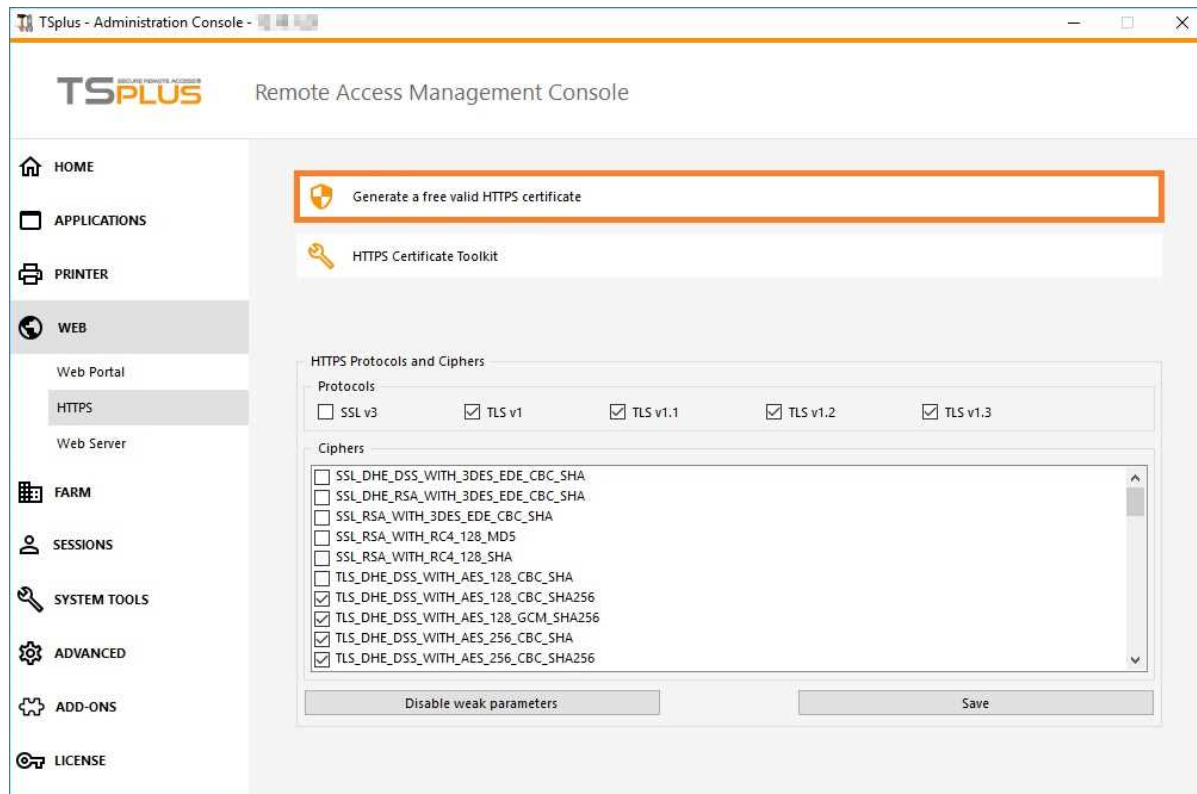 TSplus - Administration Console -
TSPLUS
SECURE REMOTE ACCESS®
Remote Access Management Console
HOME
APPLICATIONS
PRINTER
WEB
Web Portal
HTTPS
Web Server
FARM
SESSIONS
SYSTEM TOOLS
ADVANCED
ADD-ONS
LICENSE
Generate a free valid HTTPS certificate
HTTPS Certificate Toolkit
HTTPS Protocols and Ciphers
Protocols
SSL v3 TLS v1 TLS v1.1 TLS v1.2 TLS v1.3
Ciphers
SSL_DHE_DSS_WITH_3DES_EDE_CBC_SHA
SSL_DHE_RSA_WITH_3DES_EDE_CBC_SHA
SSL_RSA_WITH_3DES_EDE_CBC_SHA
SSL_RSA_WITH_RC4_128_MD5
SSL_RSA_WITH_RC4_128_SHA
TLS_DHE_DSS_WITH_AES_128_CBC_SHA
TLS_DHE_DSS_WITH_AES_128_CBC_SHA256
TLS_DHE_DSS_WITH_AES_128_GCM_SHA256
TLS_DHE_DSS_WITH_AES_256_CBC_SHA
TLS_DHE_DSS_WITH_AES_256_CBC_SHA256
Disable weak parameters
Save